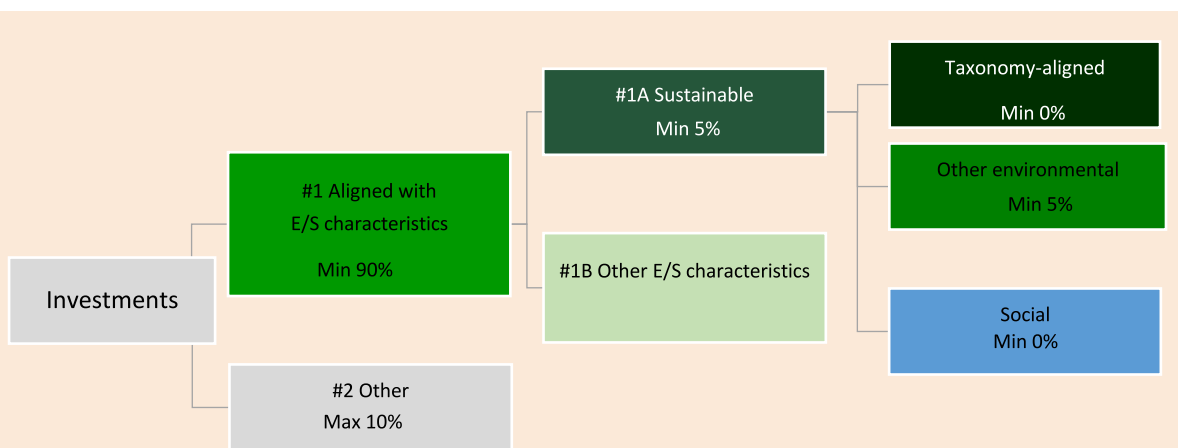 Investments
#1 Aligned with
E/S characteristics
Min 90%
#2 Other
Max 10%
#1A Sustainable
Min 5%
#1B Other E/S characteristics
Taxonomy-aligned
Min 0%
Other environmental
Min 5%
Social
Min 0%